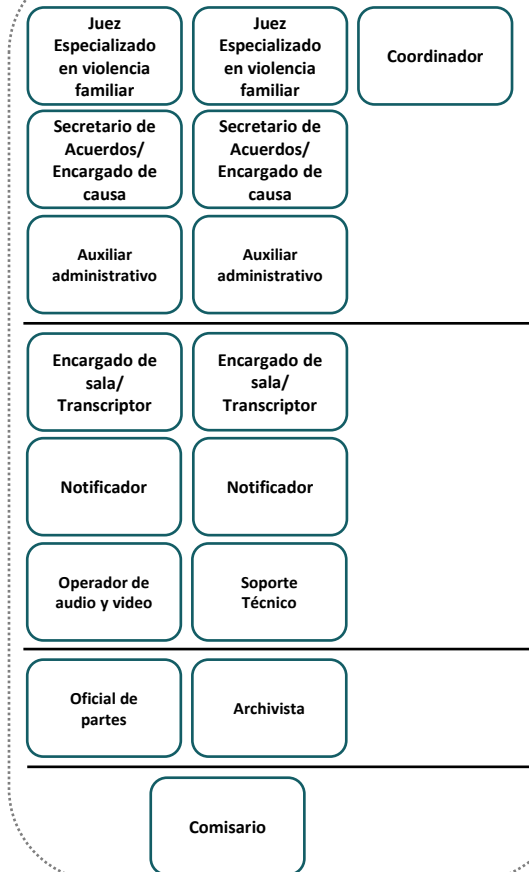 Juez
Especializado
en violencia
familiar
Juez
Especializado
en violencia
familiar
Coordinador
Secretario de
Acuerdos/
Encargado de
causa
Secretario de
Acuerdos/
Encargado de
causa
Auxiliar
administrativo
Auxiliar
administrativo
Encargado de
sala/
Transcriptor
Encargado de
sala/
Transcriptor
Notificador
Notificador
Operador de
audio y video
Soporte
Técnico
Oficial de
partes
Archivista
Comisario